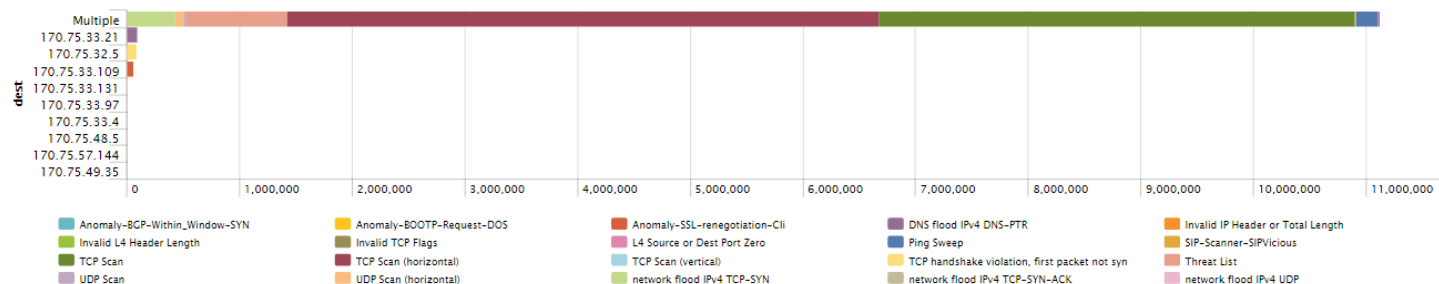 dest
Multiple
170.75.33.21
170.75.32.5
170.75.33.109
170.75.33.131
170.75.33.97
170.75.33.4
170.75.48.5
170.75.57.144
170.75.49.35
0 1,000,000 2,000,000 3,000,000 4,000,000 5,000,000 6,000,000 7,000,000 8,000,000 9,000,000 10,000,000 11,000,000
Anomaly-BGP-Within_Window-SYN Anomaly-BOOTP-Request-DOS Anomaly-SSL-renegotiation-Cli DNS flood IPv4 DNS-PTR Invalid IP Header or Total Length
Invalid L4 Header Length Invalid TCP Flags L4 Source or Dest Port Zero Ping Sweep SIP-Scanner-SIPVicious
TCP Scan TCP Scan (horizontal) TCP Scan (vertical) TCP handshake violation, first packet not syn Threat List
UDP Scan UDP Scan (horizontal) network flood IPv4 TCP-SYN network flood IPv4 TCP-SYN-ACK network flood IPv4 UDP